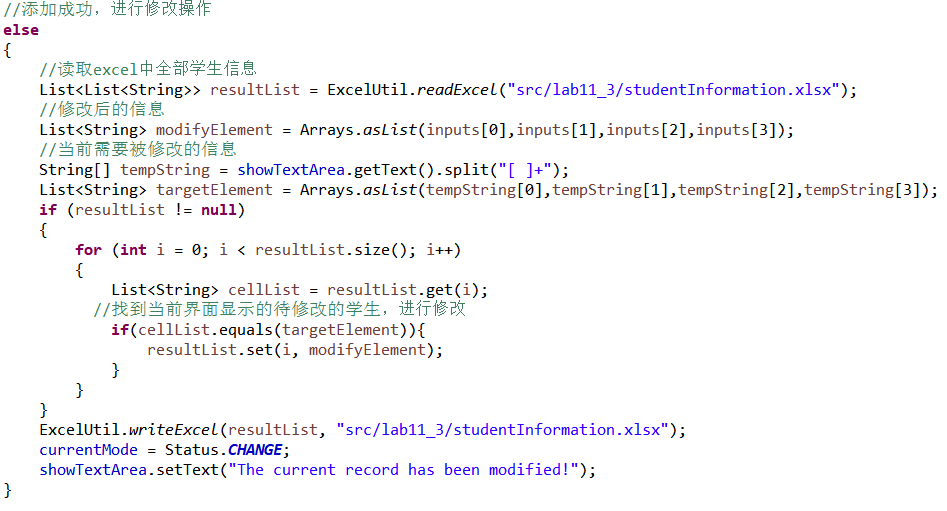 //添加成功，进行修改操作
else
{
    //读取excel中全部学生信息
    List<List<String>> resultList = ExcelUtil.readExcel("src/lab11_3/studentInformation.xlsx");
    //修改后的信息
    List<String> modifyElement = Arrays.asList(inputs[0],inputs[1],inputs[2],inputs[3]);
    //当前需要被修改的信息
    String[] tempString = showTextArea.getText().split("[ ]+");
    List<String> targetElement = Arrays.asList(tempString[0],tempString[1],tempString[2],tempString[3]);
    if (resultList != null)
    {
        for (int i = 0; i < resultList.size(); i++)
        {
            List<String> cellList = resultList.get(i);
          //找到当前界面显示的待修改的学生，进行修改
            if(cellList.equals(targetElement)){
                resultList.set(i, modifyElement);
            }
        }
    }
    ExcelUtil.writeExcel(resultList, "src/lab11_3/studentInformation.xlsx");
    currentMode = Status.CHANGE;
    showTextArea.setText("The current record has been modified!");
}